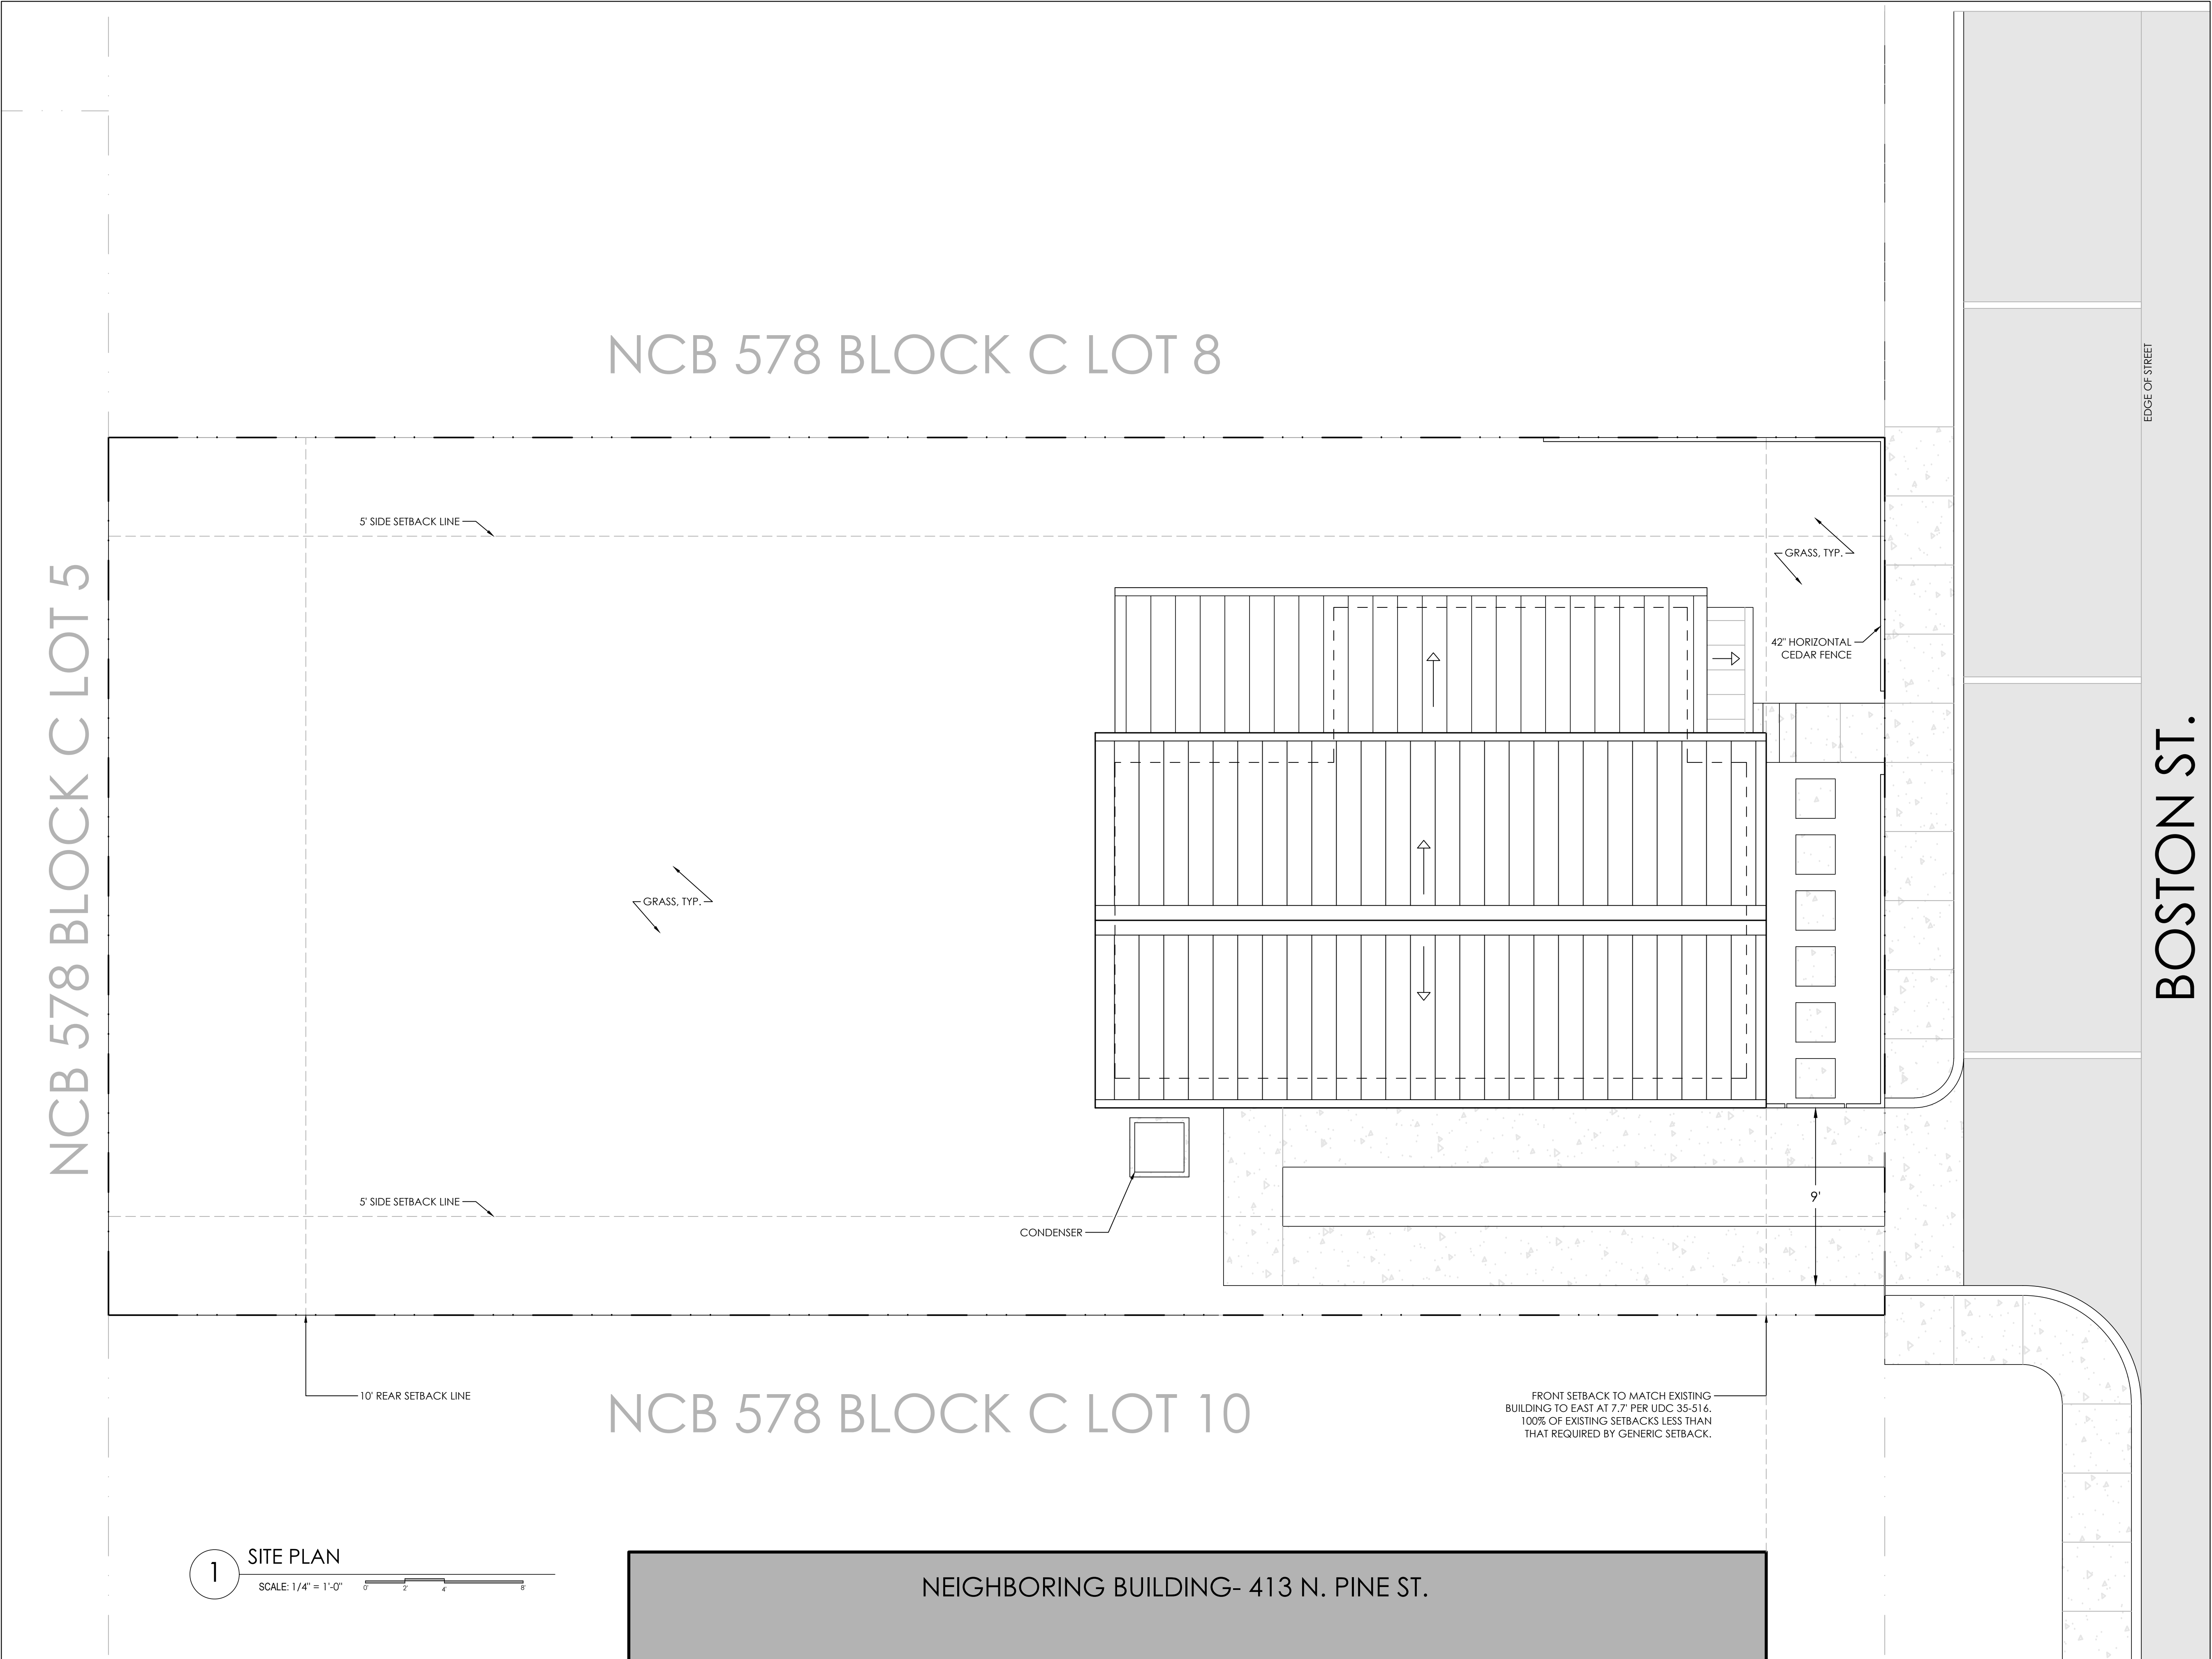 NCB 578 BLOCK C LOT 8
EDGE OF STREET
5' SIDE SETBACK LINE
GRASS, TYP.
42" HORIZONTAL
CEDAR FENCE
NCB 578 BLOCK C LOT 5
BOSTON ST.
GRASS, TYP.
5' SIDE SETBACK LINE
9'
CONDENSER
10' REAR SETBACK LINE
NCB 578 BLOCK C LOT 10
FRONT SETBACK TO MATCH EXISTING
BUILDING TO EAST AT 7.7' PER UDC 35-516.
100% OF EXISTING SETBACKS LESS THAN
THAT REQUIRED BY GENERIC SETBACK.
1
SITE PLAN
SCALE: 1/4" = 1'-0"
0' 2' 4' 8'
NEIGHBORING BUILDING- 413 N. PINE ST.